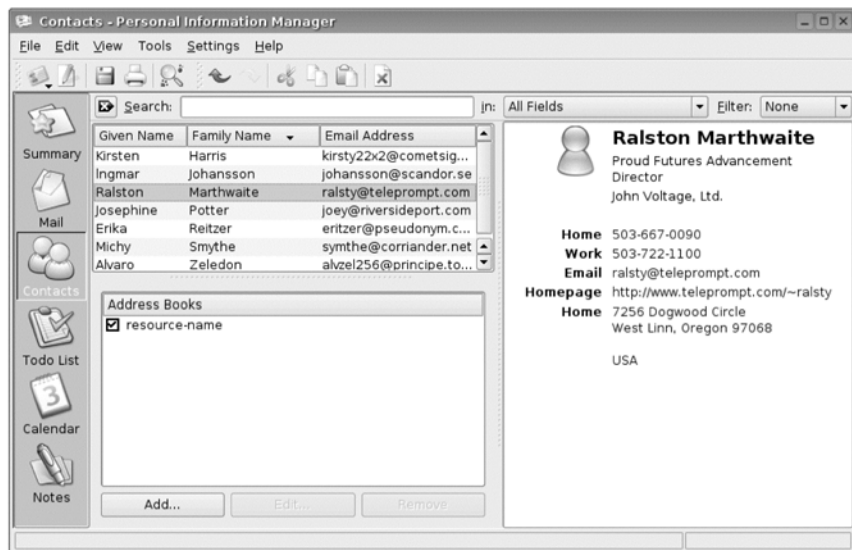 Contacts - Personal Information Manager
File Edit View Tools Settings Help
Search: in: All Fields Filter: None
Given Name Family Name Email Address
Kirsten Harris kirsty22x2@cometsig...
Ingmar Johansson johansson@scandor.se
Ralston Marthwaite ralsty@teleprompt.com
Josephine Potter joey@riversideport.com
Erika Reitzer eritzer@pseudonym.c...
Michy Smythe symthe@corriander.net
Alvaro Zeledon alvzel256@principe.to...
Address Books
resource-name
Add... Edit... Remove
Summary
Mail
Contacts
Todo List
3
Calendar
Notes
Ralston Marthwaite
Proud Futures Advancement
Director
John Voltage, Ltd.
Home 503-667-0090
Work 503-722-1100
Email ralsty@teleprompt.com
Homepage http://www.teleprompt.com/~ralsty
Home 7256 Dogwood Circle
West Linn, Oregon 97068
USA